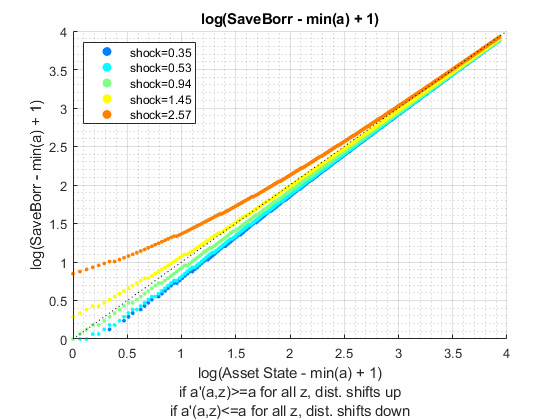 log(SaveBorr - min(a) + 1)
4
3.5
3
2.5
2
1.5
1
0.5
0
log(SaveBorr - min(a) + 1)
shock=0.35
shock=0.53
shock=0.94
shock=1.45
shock=2.57
0 0.5 1 1.5 2 2.5 3 3.5 4
log(Asset State - min(a) + 1)
if a'(a,z)>=a for all z, dist. shifts up
if a'(a,z)<=a for all z, dist. shifts down